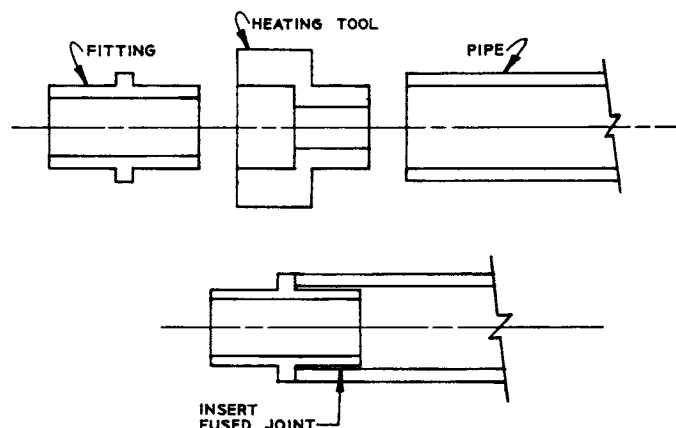 HEATING TOOL
FITTING
PIPE
INSERT
FUSED JOINT